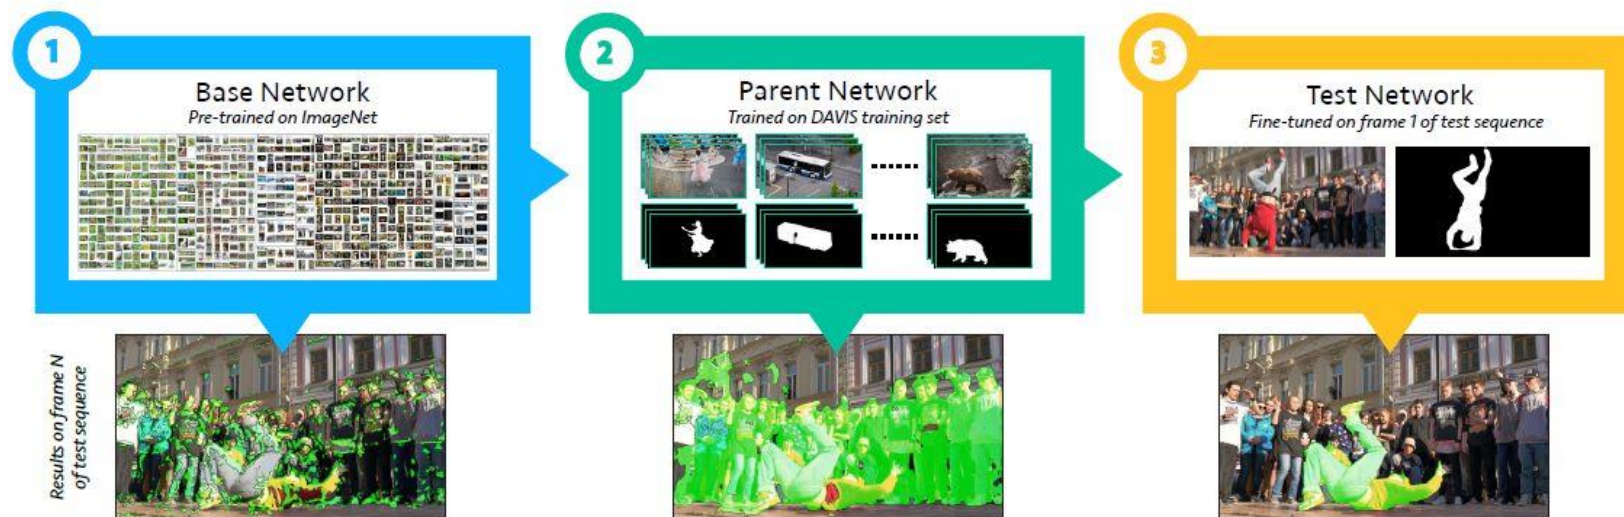 1
Base Network
Pre-trained on ImageNet
2
Parent Network
Trained on DAVIS training set
3
Test Network
Fine-tuned on frame 1 of test sequence
Results on frame N
of test sequence